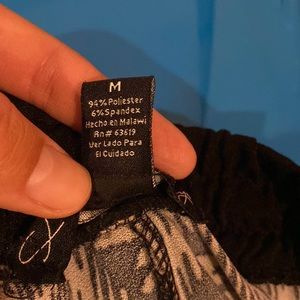 M
94% Poliester
6% Spandex
Hecho en Malawi
Rn# 63619
Ver Lado Para
El Cuidado